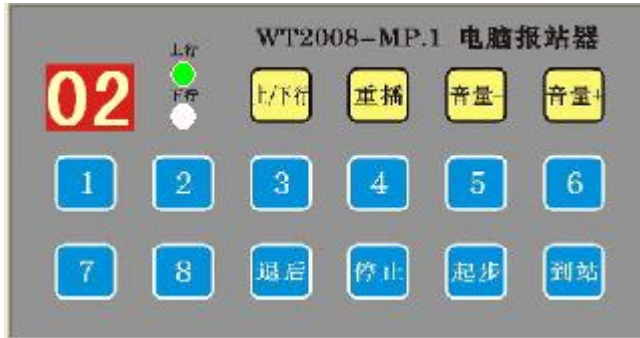 WT2008-MP.1 电脑报站器
上行
02
下行
上/下行 重播 音量- 音量+
1 2 3 4 5 6
7 8 退后 停止 起步 到站